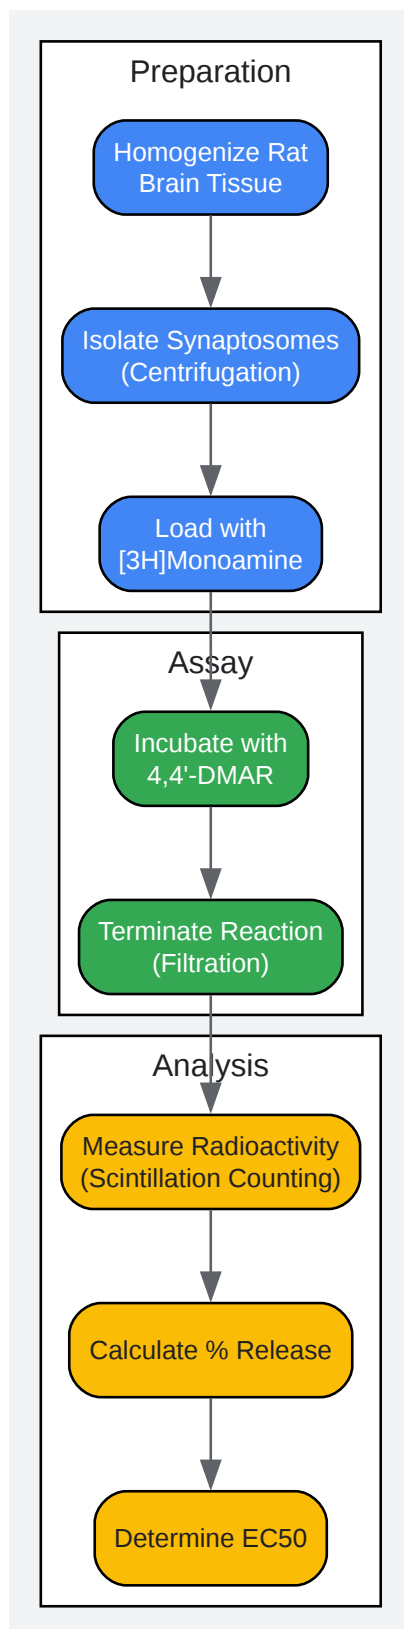 Preparation
Homogenize Rat
Brain Tissue
Isolate Synaptosomes
(Centrifugation)
Load with
[3H]Monoamine
Assay
Incubate with
4,4'-DMAR
Terminate Reaction
(Filtration)
Analysis
Measure Radioactivity
(Scintillation Counting)
Calculate % Release
Determine EC50